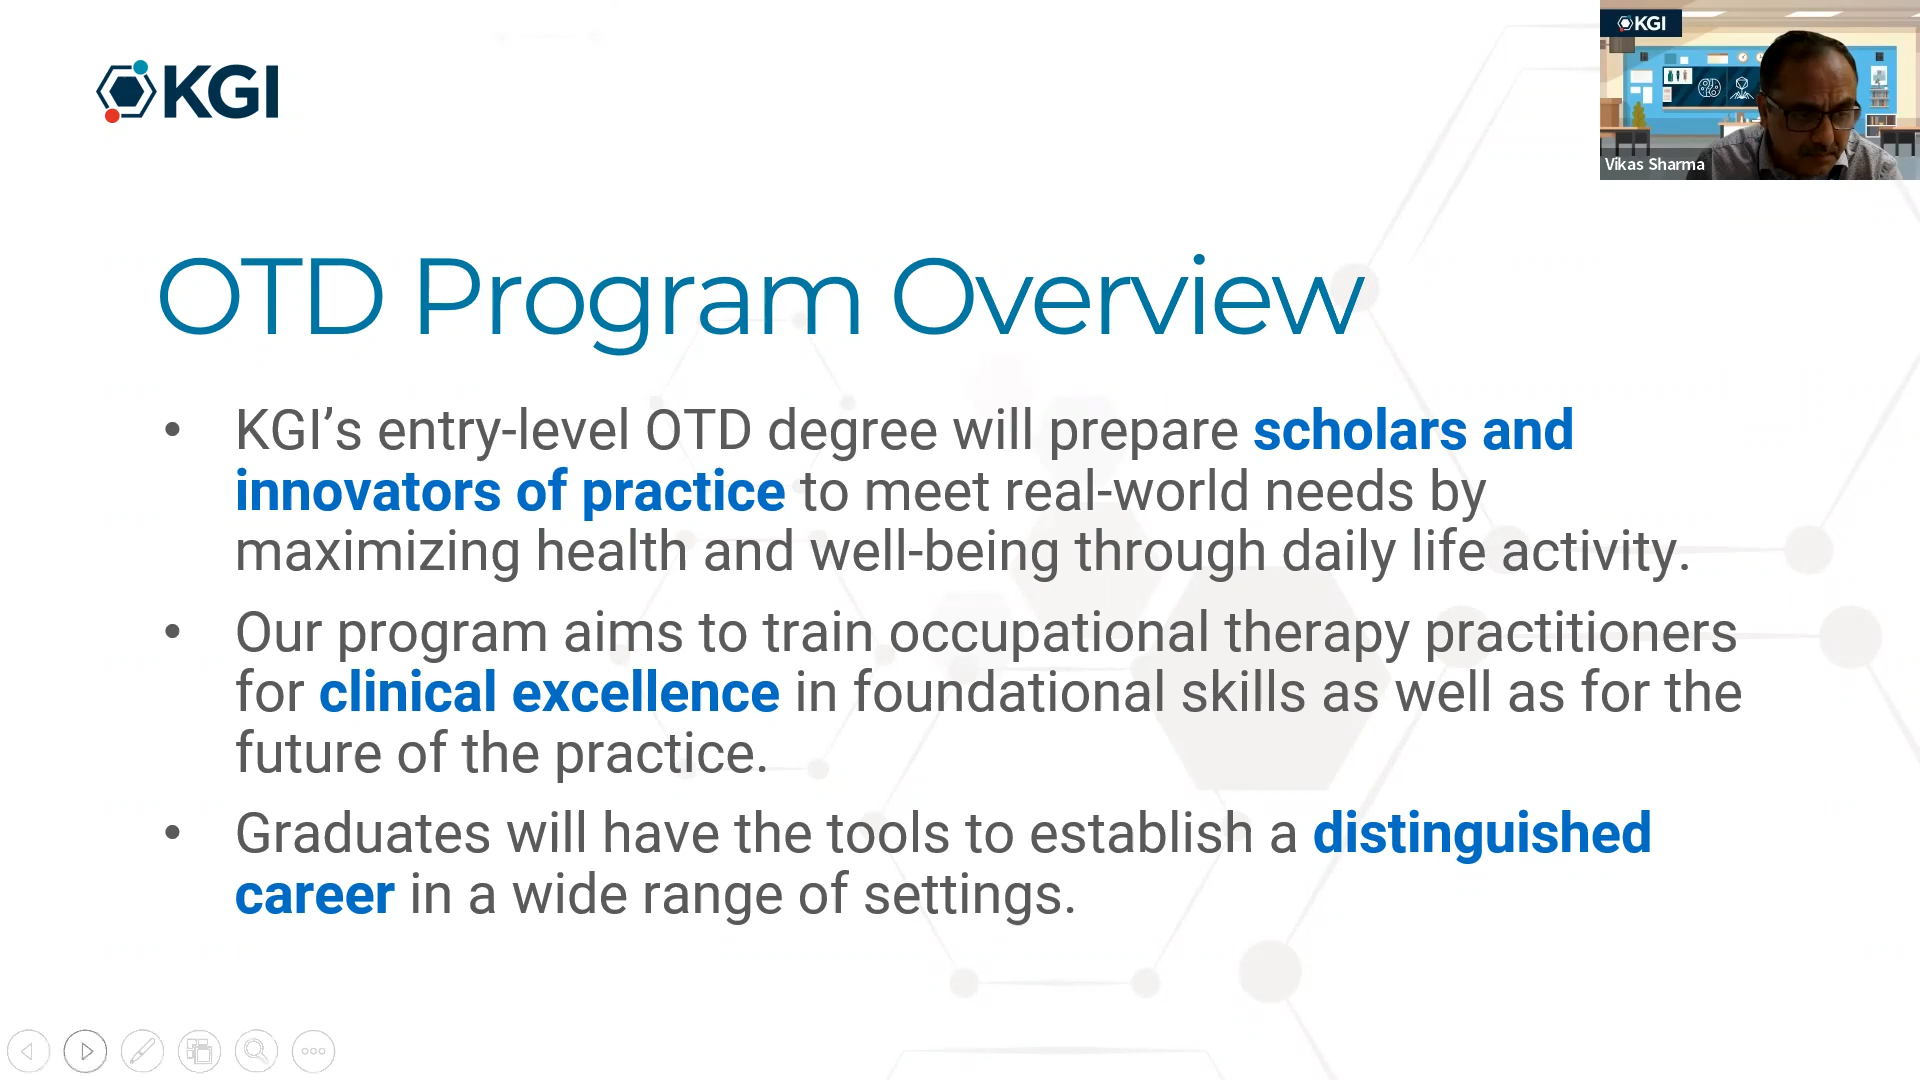 KGI
KGI
Vikas Sharma
OTD Program Overview
• KGI’s entry-level OTD degree will prepare scholars and
innovators of practice to meet real-world needs by
maximizing health and well-being through daily life activity.
• Our program aims to train occupational therapy practitioners
for clinical excellence in foundational skills as well as for the
future of the practice.
• Graduates will have the tools to establish a distinguished
career in a wide range of settings.